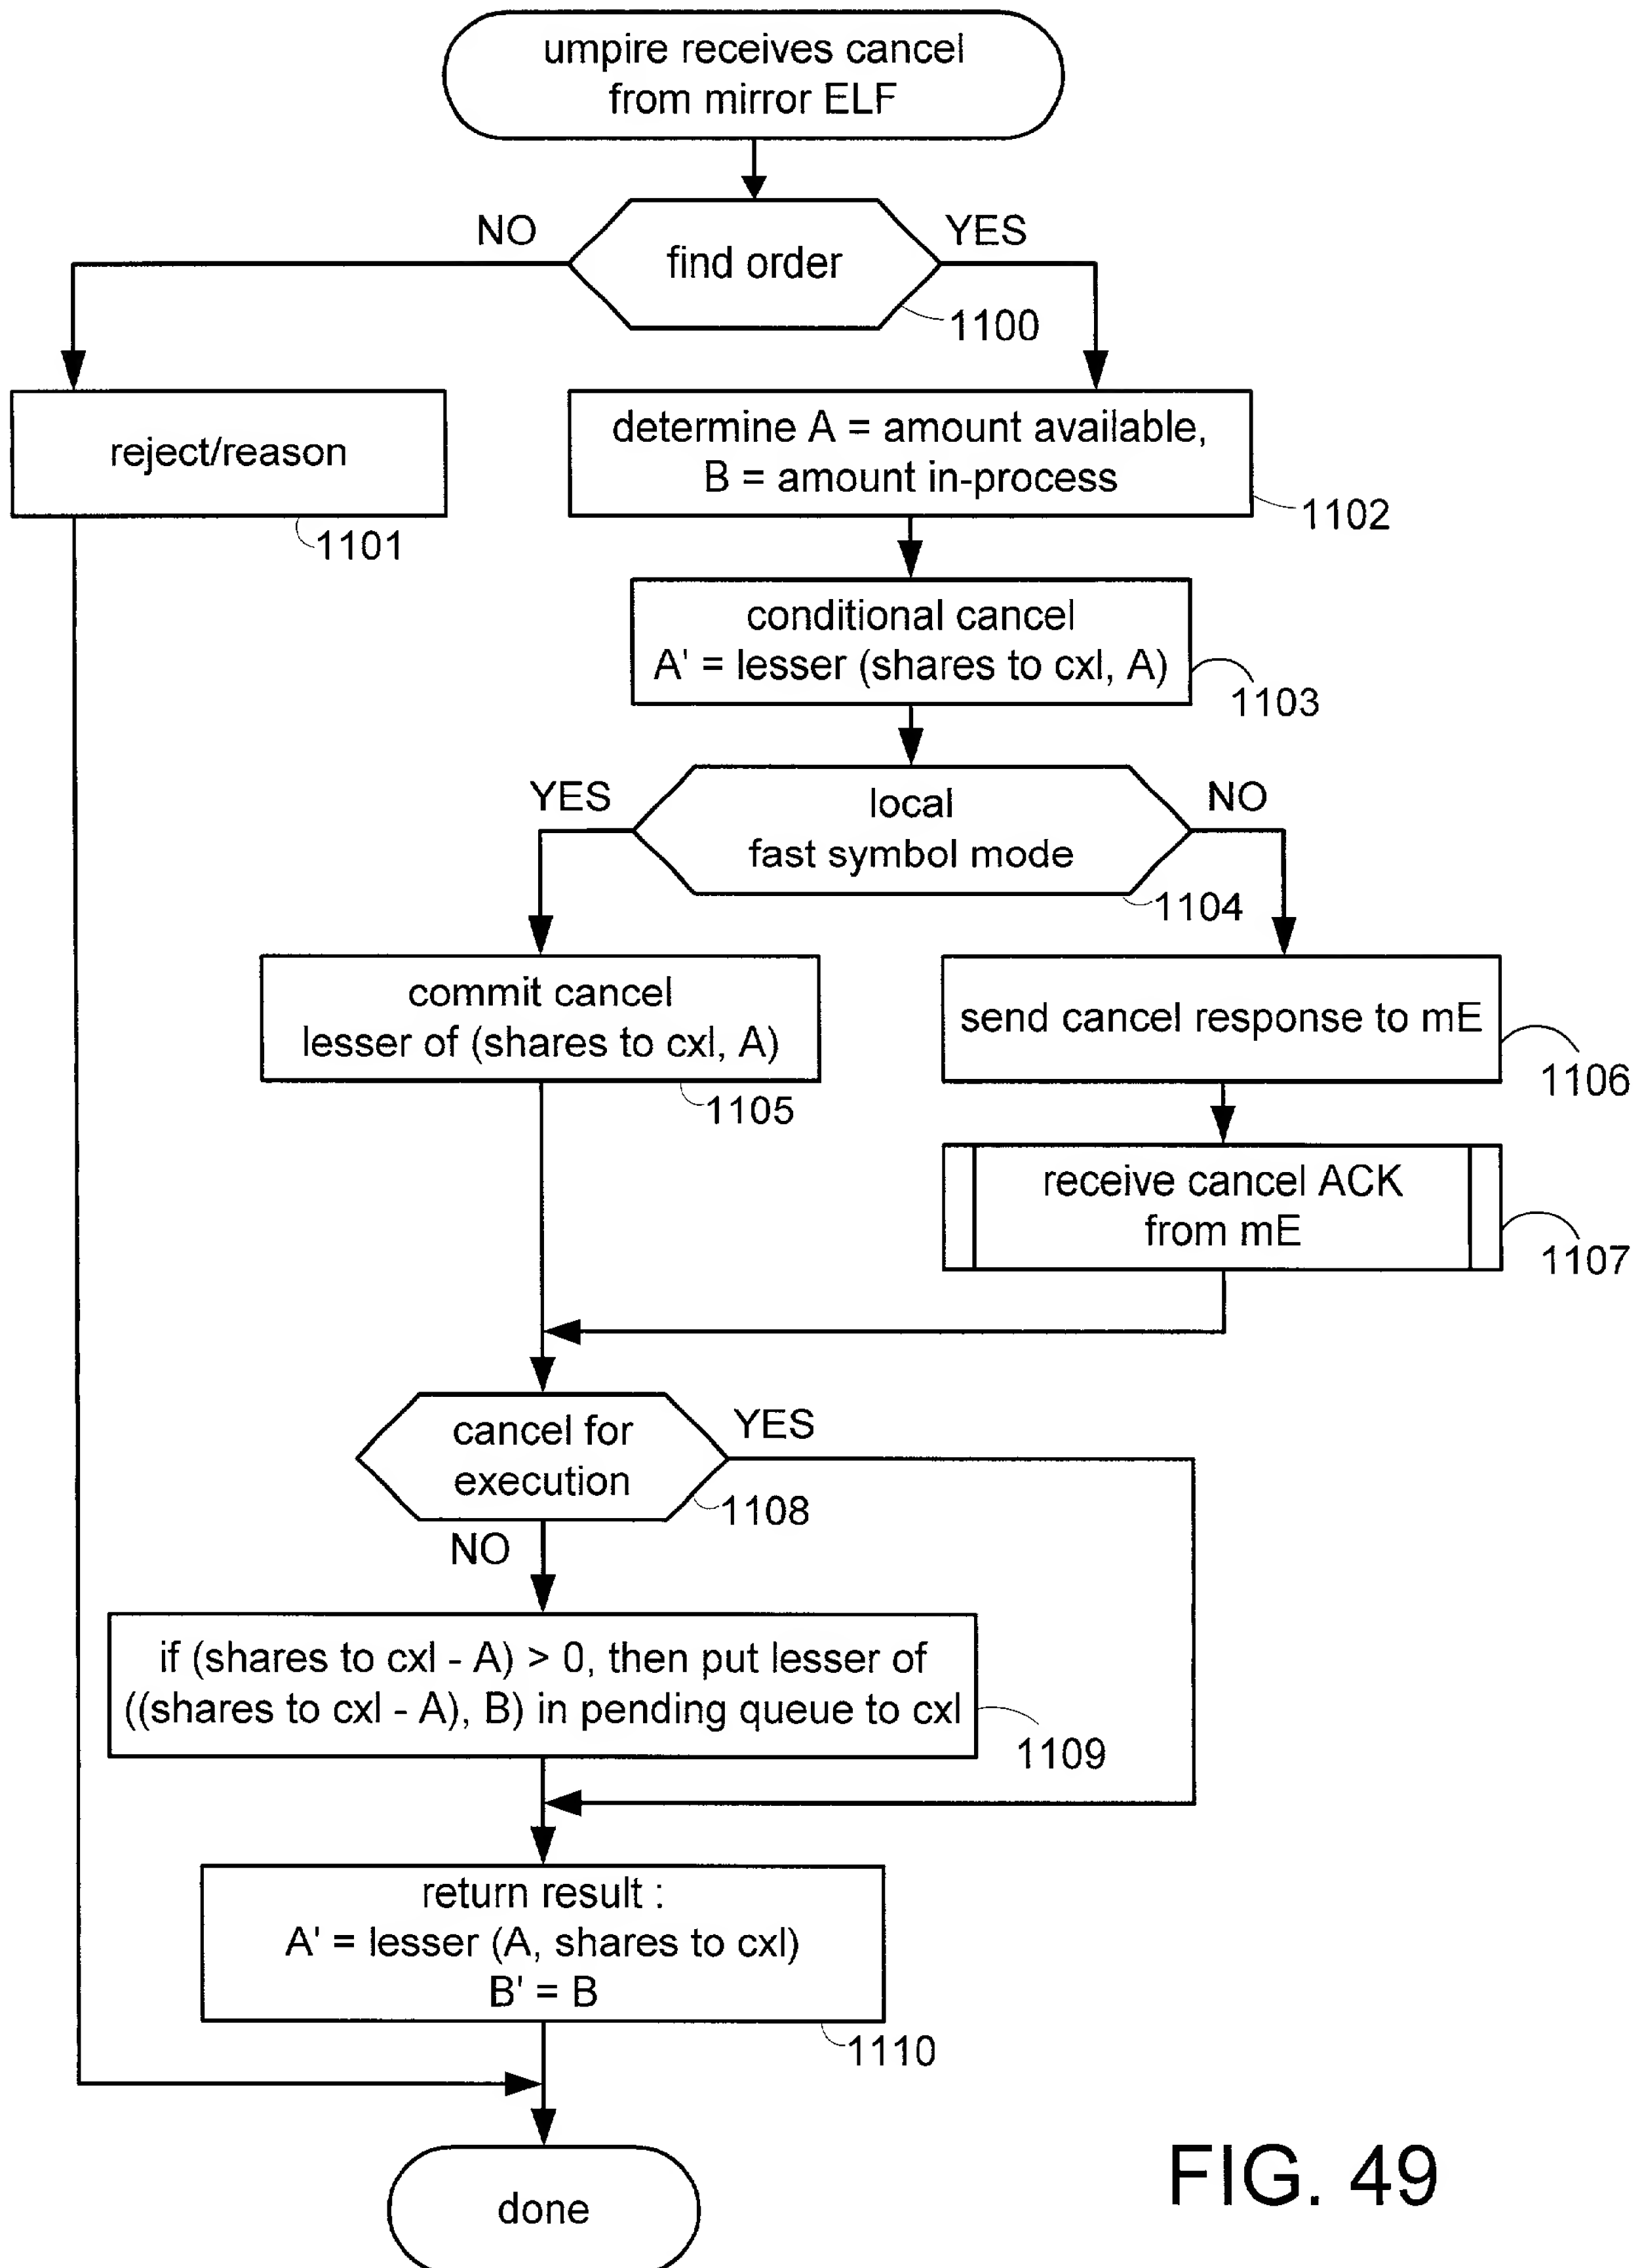 umpire receives cancel
from mirror ELF
NO
YES
find order
1100
reject/reason
1101
determine A = amount available,
B = amount in-process
1102
conditional cancel
A' = lesser (shares to cxl, A)
1103
YES
NO
local
fast symbol mode
1104
commit cancel
lesser of (shares to cxl, A)
1105
send cancel response to mE
1106
receive cancel ACK
from mE
1107
cancel for
execution
YES
1108
NO
if (shares to cxl - A) > 0, then put lesser of
((shares to cxl - A), B) in pending queue to cxl
1109
return result :
A' = lesser (A, shares to cxl)
B' = B
1110
done
FIG. 49